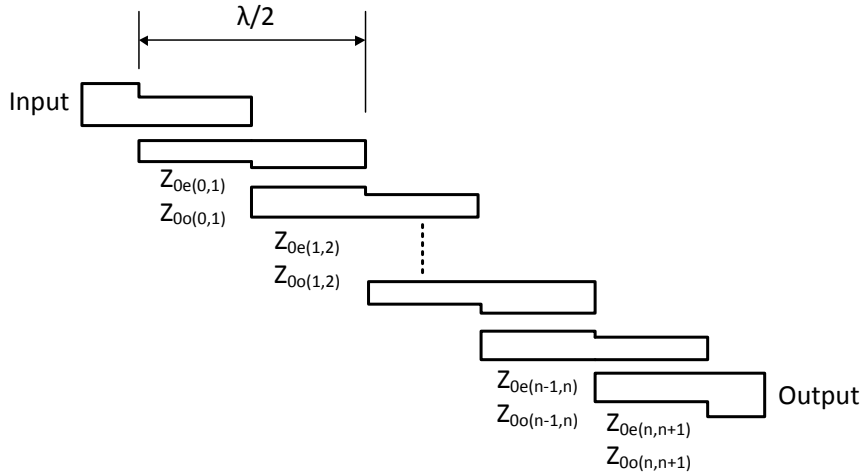 λ/2
Input
Z0e(0,1)
Z0o(0,1)
Z0e(1,2)
Z0o(1,2)
Z0e(n-1,n)
Z0o(n-1,n)
Output
Z0e(n,n+1)
Z0o(n,n+1)